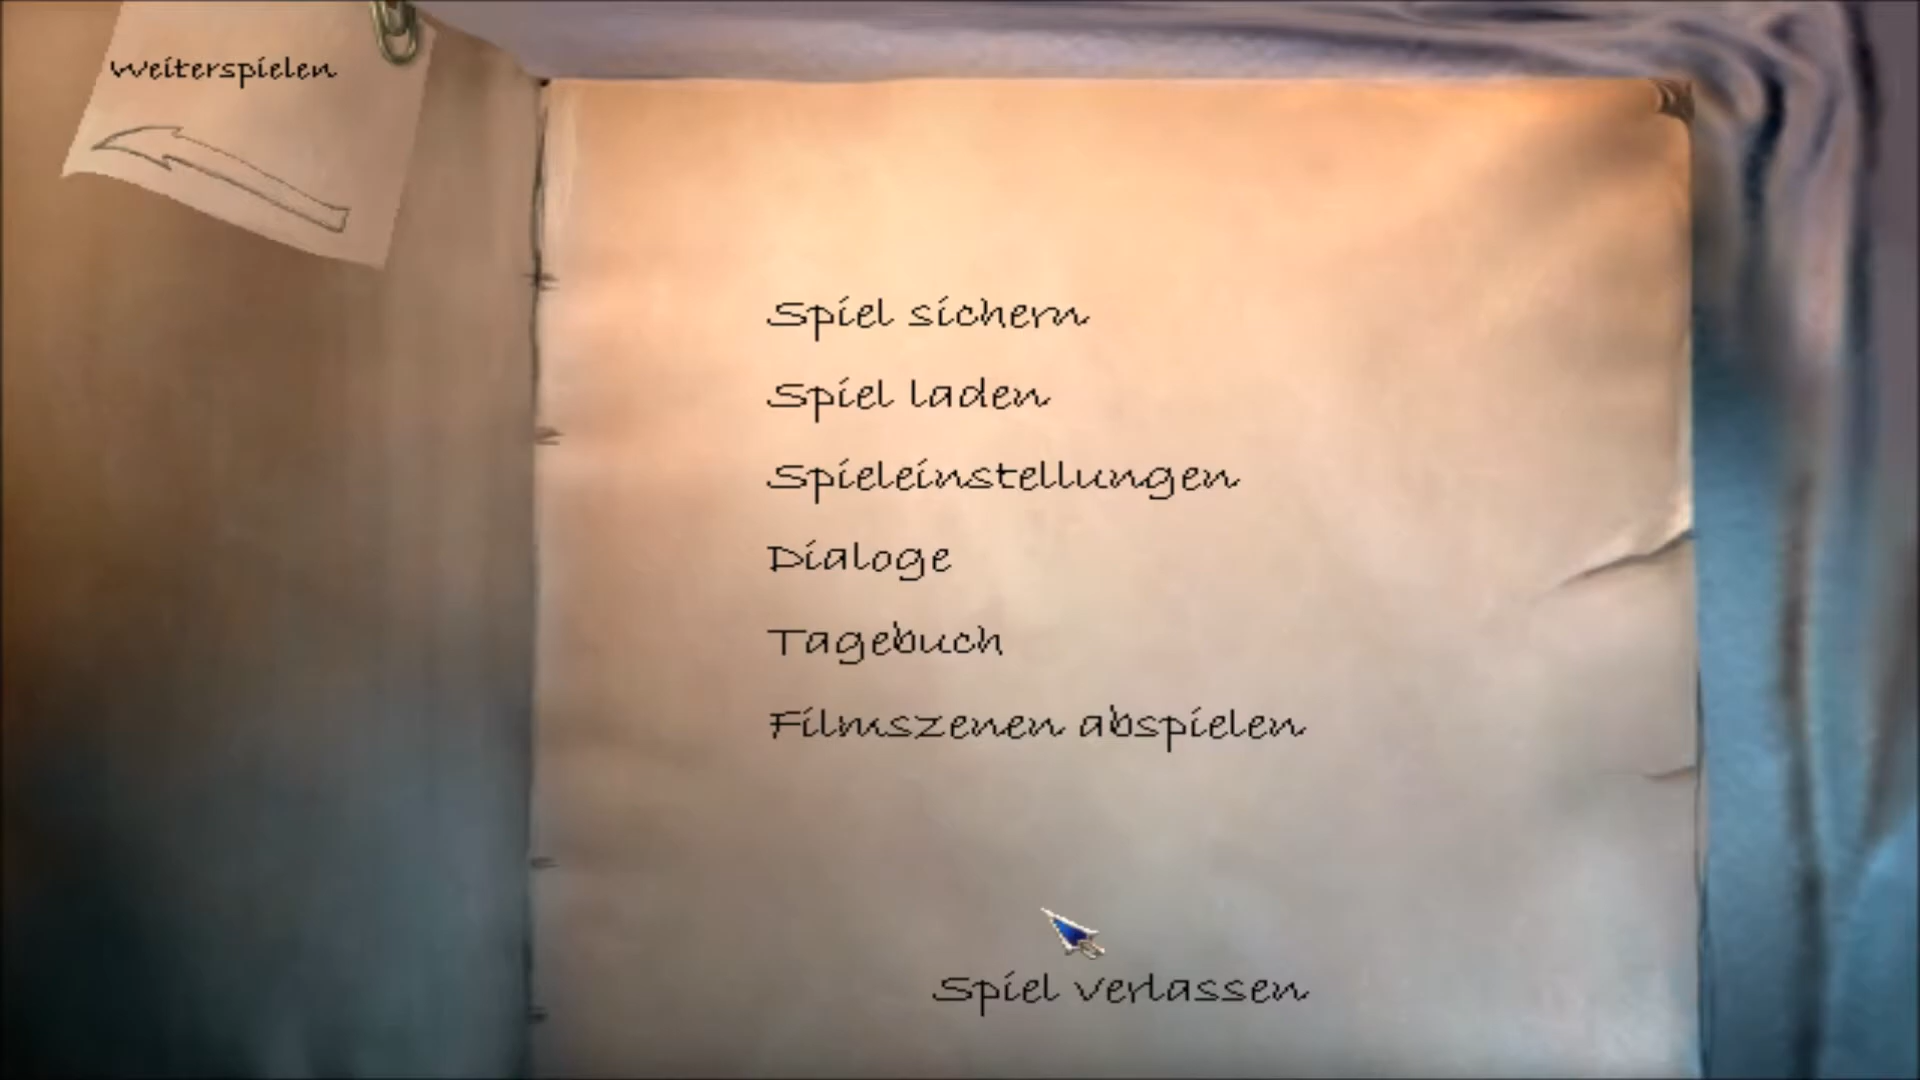 Weiterspielen
Spiel sichern
Spiel laden
Spieleinstellungen
Dialoge
Tagebuch
Filmszenen abspielen
Spiel verlassen